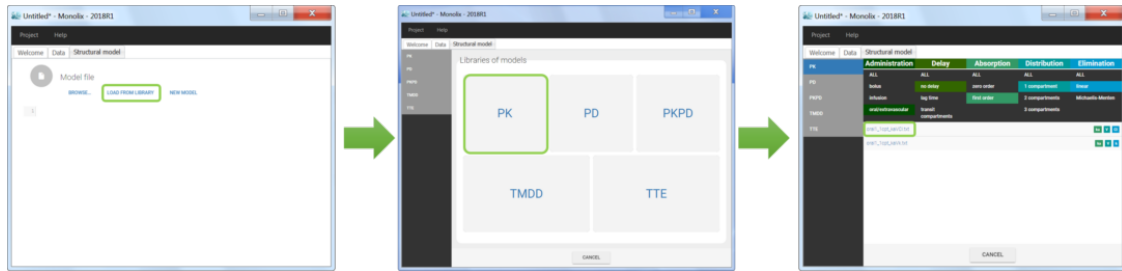 Untitled* - Monolix - 2018R1
Project Help
Welcome Data Structural model
Model file
BROWSE... LOAD FROM LIBRARY NEW MODEL
1
Untitled* - Monolix - 2018R1
Project Help
Welcome Data Structural model
PK
PD
PKPD
TMDD
TTE
Libraries of models
PK PD PKPD
TMDD TTE
CANCEL
Untitled* - Monolix - 2018R1
Project Help
Welcome Data Structural model
PK Administration Delay Absorption Distribution Elimination
ALL ALL ALL ALL ALL
PD bolus no delay zero order 1 compartment linear
PKPD infusion lag time first order 2 compartments Michaelis-Menten
TMDD oral/extravascular transit compartments 3 compartments
TTE
CANCEL